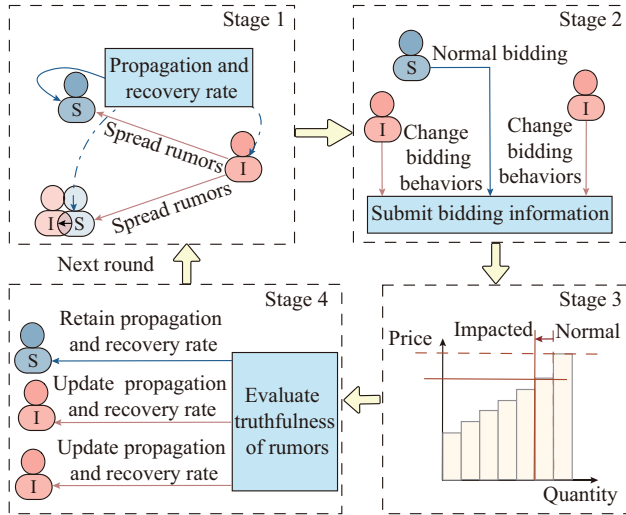 Stage 1
Propagation and
recovery rate
S
Spread rumors
I
Spread rumors
I
S
Stage 2
S
Normal bidding
I
I
Change
bidding
behaviors
Change
bidding
behaviors
Submit bidding information
Next round
Stage 4
Retain propagation
and recovery rate
S
Update propagation
and recovery rate
I
Update propagation
and recovery rate
I
Evaluate
truthfulness
of rumors
Stage 3
Price
Impacted
Normal
Quantity